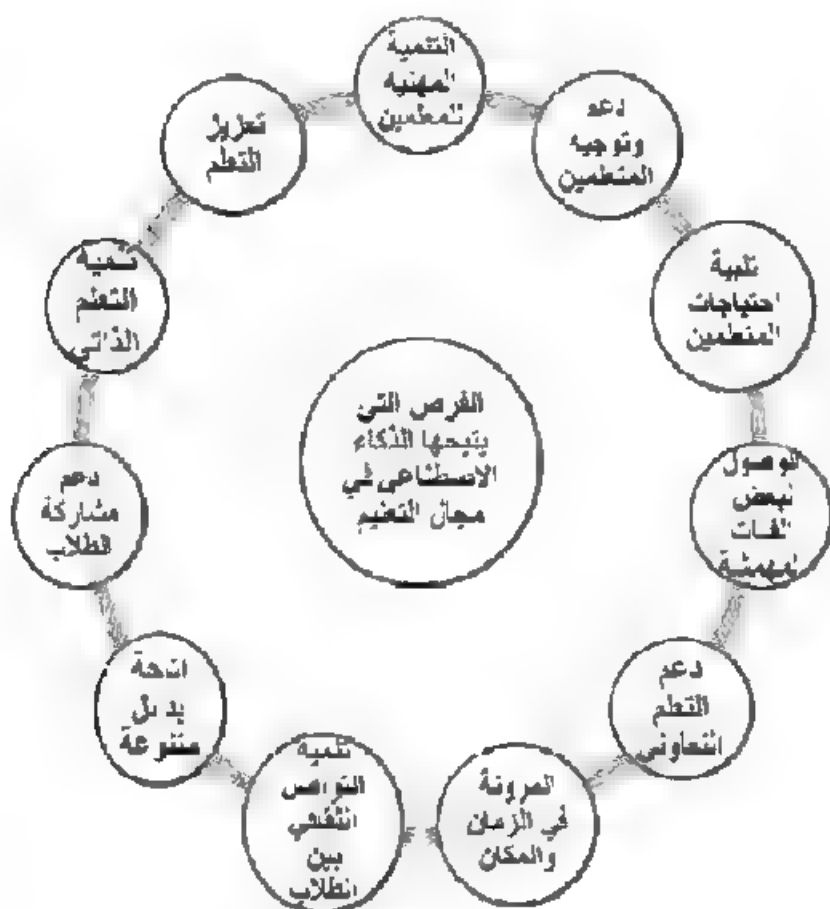 التنمية
المهنية
للمعلمين
دعم
وتوجيه
المتعلمين
تلبية
احتياجات
المتعلمين
الوصول
لبعض
الفئات
المهمشة
دعم
التعلم
التعاوني
المرونة
في الزمان
والمكان
تنمية
التواصل
الثقافي
بين
الطلاب
اتاحة
بدائل
متنوعة
دعم
مشاركة
الطلاب
تنمية
التعلم
الذاتي
تعزيز
التعلم
الفرص التي
يتيحها الذكاء
الاصطناعي في
مجال التعليم